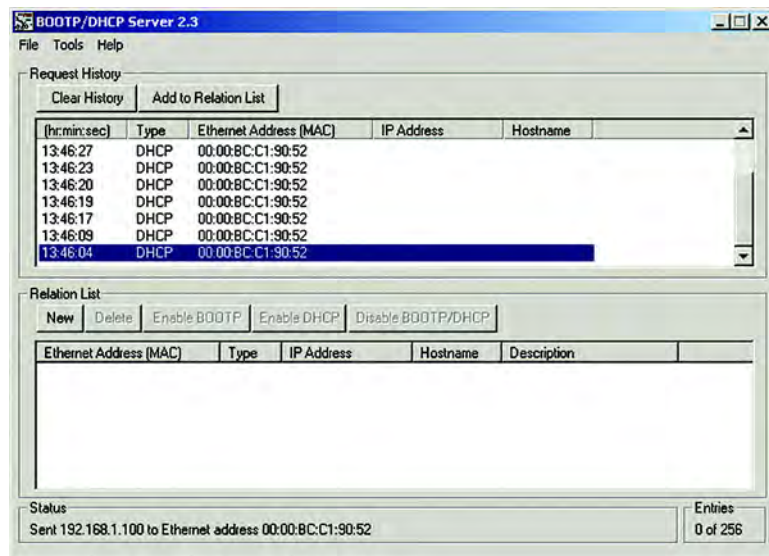 BOOTP/DHCP Server 2.3
File Tools Help
Request History
Clear History Add to Relation List
(hr:min:sec) Type Ethernet Address (MAC) IP Address Hostname
13:46:27 DHCP 00:00:BC:C1:90:52
13:46:23 DHCP 00:00:BC:C1:90:52
13:46:20 DHCP 00:00:BC:C1:90:52
13:46:19 DHCP 00:00:BC:C1:90:52
13:46:17 DHCP 00:00:BC:C1:90:52
13:46:09 DHCP 00:00:BC:C1:90:52
13:46:04 DHCP 00:00:BC:C1:90:52
Relation List
New Delete Enable BOOTP Enable DHCP Disable BOOTP/DHCP
Ethernet Address (MAC) Type IP Address Hostname Description
Status Entries
Sent 192.168.1.100 to Ethernet address 00:00:BC:C1:90:52 0 of 256